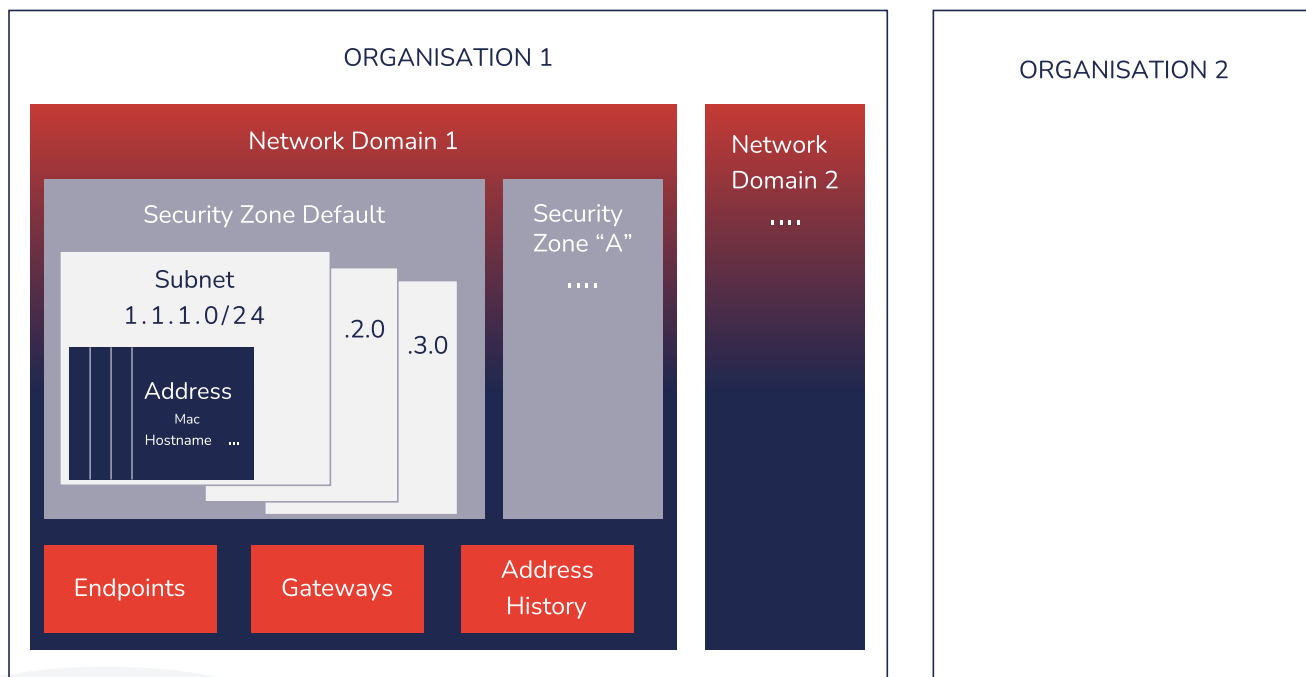 ORGANISATION 1
Network Domain 1
Security Zone Default
Subnet
1.1.1.0/24
Address
Mac
Hostname ...
.2.0
.3.0
Security
Zone “A”
....
Endpoints
Gateways
Address
History
Network
Domain 2
....
ORGANISATION 2